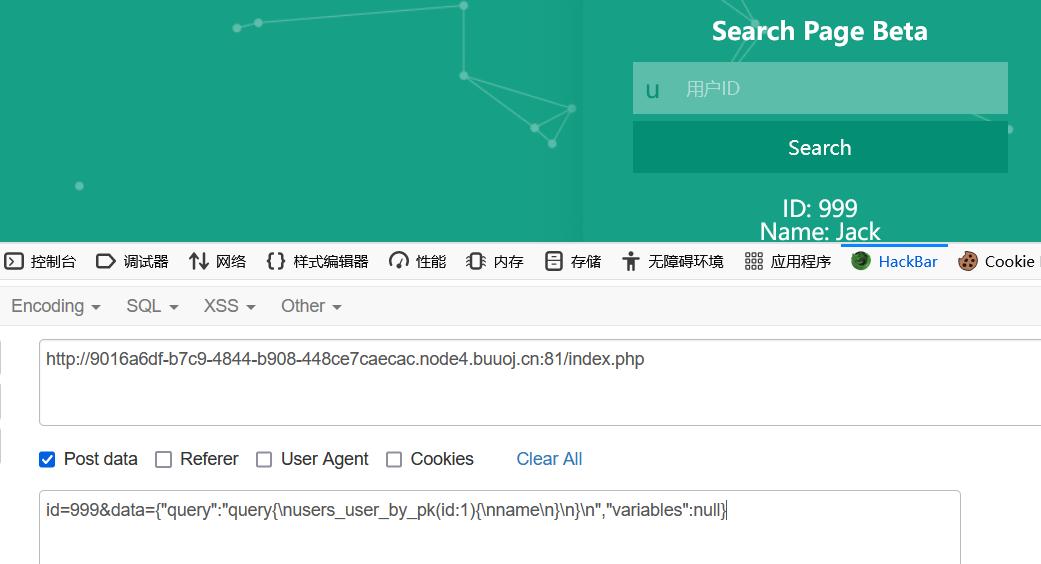 Search Page Beta
u 用户ID
Search
ID: 999
Name: Jack
控制台 调试器 网络 样式编辑器 性能 内存 存储 无障碍环境 应用程序 HackBar Cookie
Encoding SQL XSS Other
http://9016a6df-b7c9-4844-b908-448ce7caecac.node4.buuoj.cn:81/index.php
Post data Referer User Agent Cookies Clear All
id=999&data={"query":"query{\nusers_user_by_pk(id:1){\nname\n}\n}\n","variables":null}